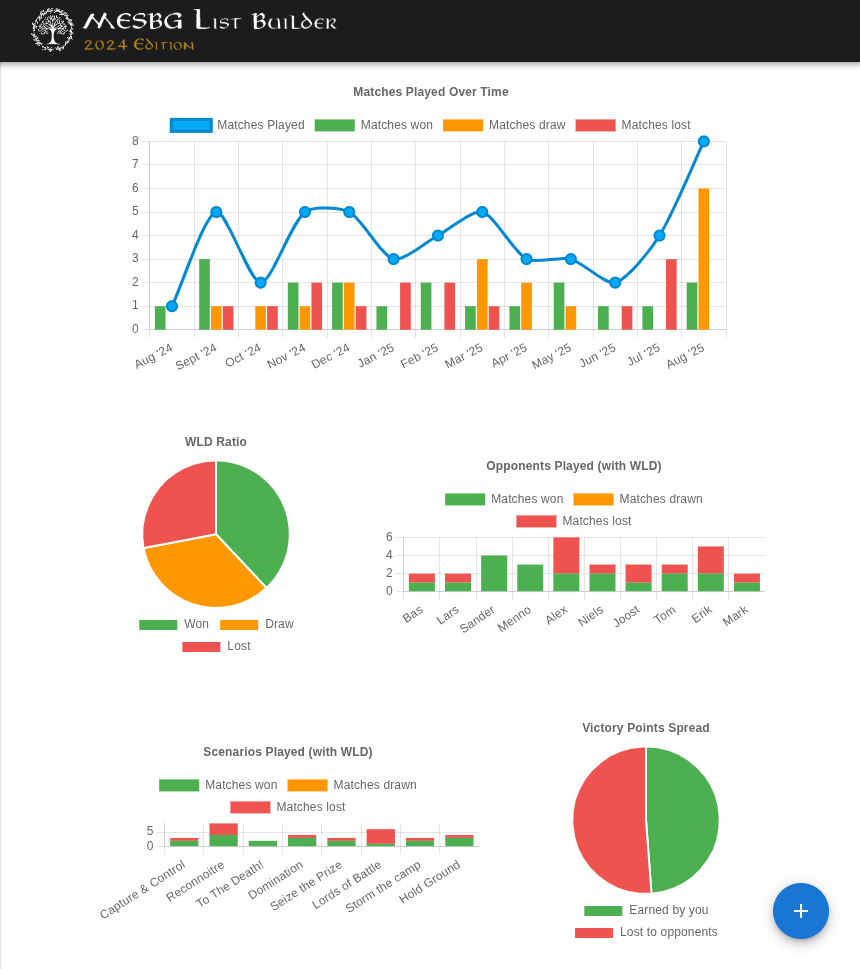 MESBG List Builder
2024 Edition
Matches Played Over Time
Matches Played Matches won Matches draw Matches lost
8
7
6
5
4
3
2
1
0
Aug '24 Sept '24 Oct '24 Nov '24 Dec '24 Jan '25 Feb '25 Mar '25 Apr '25 May '25 Jun '25 Jul '25 Aug '25
WLD Ratio
Won Draw
Lost
Opponents Played (with WLD)
Matches won Matches drawn
Matches lost
6
4
2
0
Bas Lars Sander Menno Alex Niels Joost Tom Erik Mark
Scenarios Played (with WLD)
Matches won Matches drawn
Matches lost
5
0
Capture & Control Reconnoitre To The Death! Domination Seize the Prize Lords of Battle Storm the camp Hold Ground
Victory Points Spread
Earned by you
Lost to opponents
+